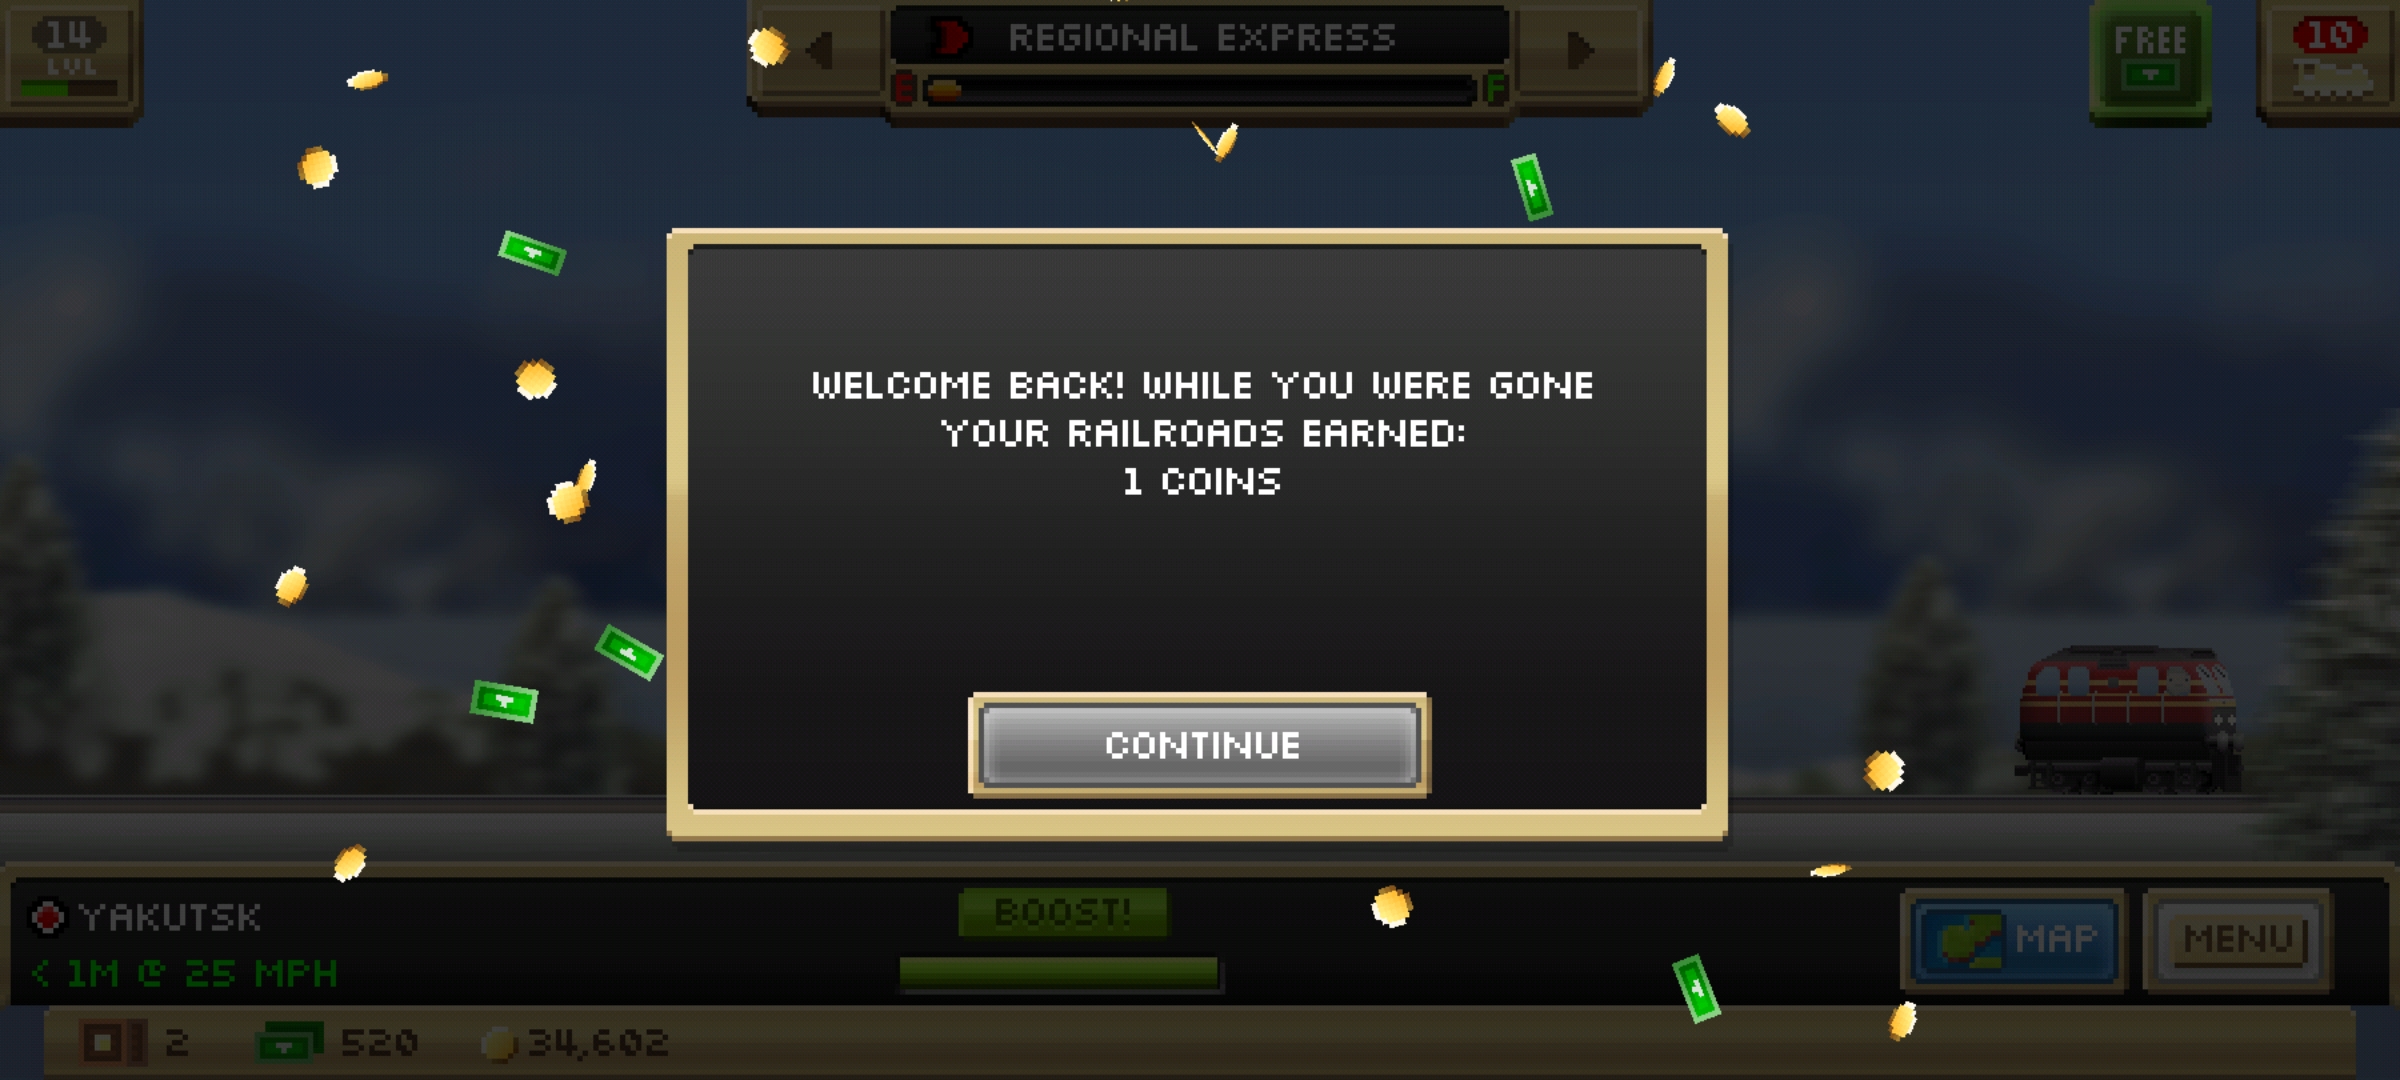 14
LVL
REGIONAL EXPRESS
E F
FREE
10
WELCOME BACK! WHILE YOU WERE GONE
YOUR RAILROADS EARNED:
1 COINS
CONTINUE
YAKUTSK
< 1M @ 25 MPH
BOOST!
MAP
MENU
2 520 34,602